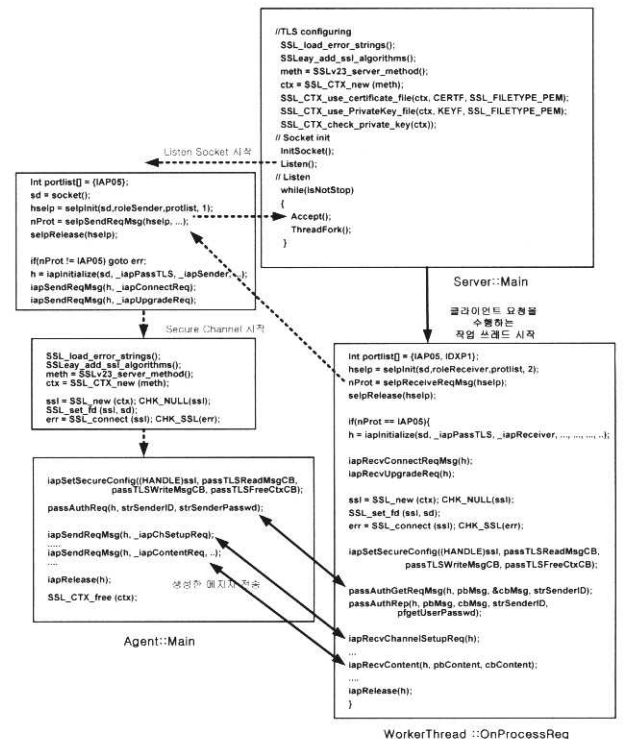 //TLS configuring
SSL_load_error_strings();
SSLeay_add_ssl_algorithms();
meth = SSLv23_server_method();
ctx = SSL_CTX_new (meth);
SSL_CTX_use_certificate_file(ctx, CERTF, SSL_FILETYPE_PEM);
SSL_CTX_use_PrivateKey_file(ctx, KEYF, SSL_FILETYPE_PEM);
SSL_CTX_check_private_key(ctx));
// Socket init
InitSocket();
Listen();
// Listen
while(IsNotStop)
{
Accept();
ThreadFork();
}
Server::Main
Listen Socket 시작
Int portlist[] = {IAP05};
sd = socket();
hselp = selpInit(sd,roleSender,protlist, 1);
nProt = selpSendReqMsg(hselp, ...);
selpRelease(hselp);
if(nProt != IAP05) goto err;
h = iapInitialize(sd, _iapPassTLS, _iapSender, ...);
iapSendReqMsg(h, _iapConnectReq);
iapSendReqMsg(h, _iapUpgradeReq);
Secure Channel 시작
SSL_load_error_strings();
SSLeay_add_ssl_algorithms();
meth = SSLv23_server_method();
ctx = SSL_CTX_new (meth);
ssl = SSL_new (ctx); CHK_NULL(ssl);
SSL_set_fd (ssl, sd);
err = SSL_connect (ssl); CHK_SSL(err);
iapSetSecureConfig((HANDLE)ssl, passTLSReadMsgCB,
passTLSWriteMsgCB, passTLSFreeCtxCB);
passAuthReq(h, strSenderID, strSenderPasswd);
iapSendReqMsg(h, _iapChSetupReq);
.....
iapSendReqMsg(h, _iapContentReq, ..);
....
iapRelease(h);
생성한 메지자 전송
SSL_CTX_free (ctx);
Agent::Main
클라이언트 요청을
수행하는
작업 쓰레드 시작
Int portlist[] = {IAP05, IDXP1};
hselp = selpInit(sd,roleReceiver,protlist, 2);
nProt = selpReceiveReqMsg(hselp);
selpRelease(hselp);
if(nProt == IAP05){
h = iapInitialize(sd, _iapPassTLS, _iapReceiver, ..., ..., ..., ..);
iapRecvConnectReqMsg(h);
iapRecvUpgradeReq(h);
ssl = SSL_new (ctx); CHK_NULL(ssl);
SSL_set_fd (ssl, sd);
err = SSL_connect (ssl); CHK_SSL(err);
iapSetSecureConfig((HANDLE)ssl, passTLSReadMsgCB,
passTLSWriteMsgCB, passTLSFreeCtxCB);
passAuthGetReqMsg(h, pbMsg, &cbMsg, strSenderID);
passAuthRep(h, pbMsg, cbMsg, strSenderID,
pfgetUserPasswd);
iapRecvChannelSetupReq(h);
...
iapRecvContent(h, pbContent, cbContent);
....
iapRelease(h);
}
WorkerThread ::OnProcessReq